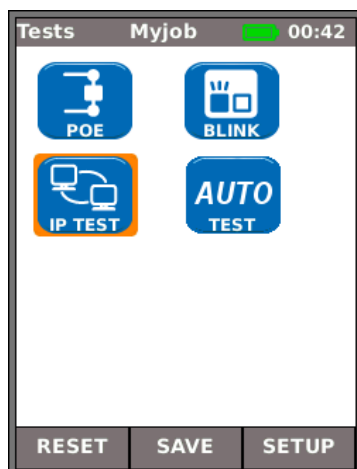 Tests Myjob 00:42
POE BLINK
IP TEST AUTO TEST
RESET SAVE SETUP